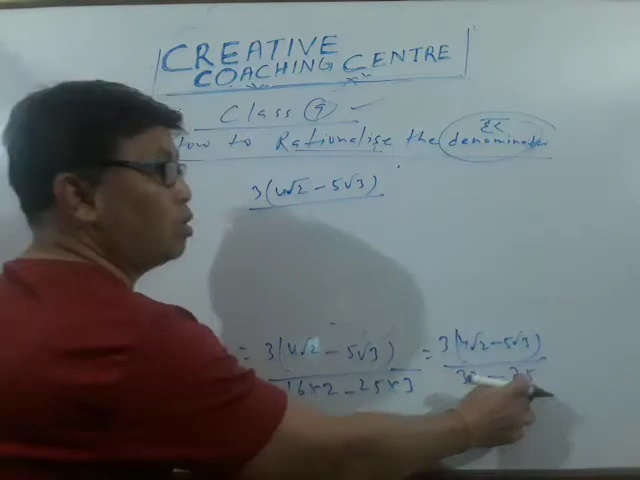 CREATIVE
COACHING CENTRE
Class 9
How to Rationalise the denominator
हर
3(4√2 - 5√3)
= 3(4√2 - 5√3) = 3(4√2 - 5√3)
16×2 - 25×3